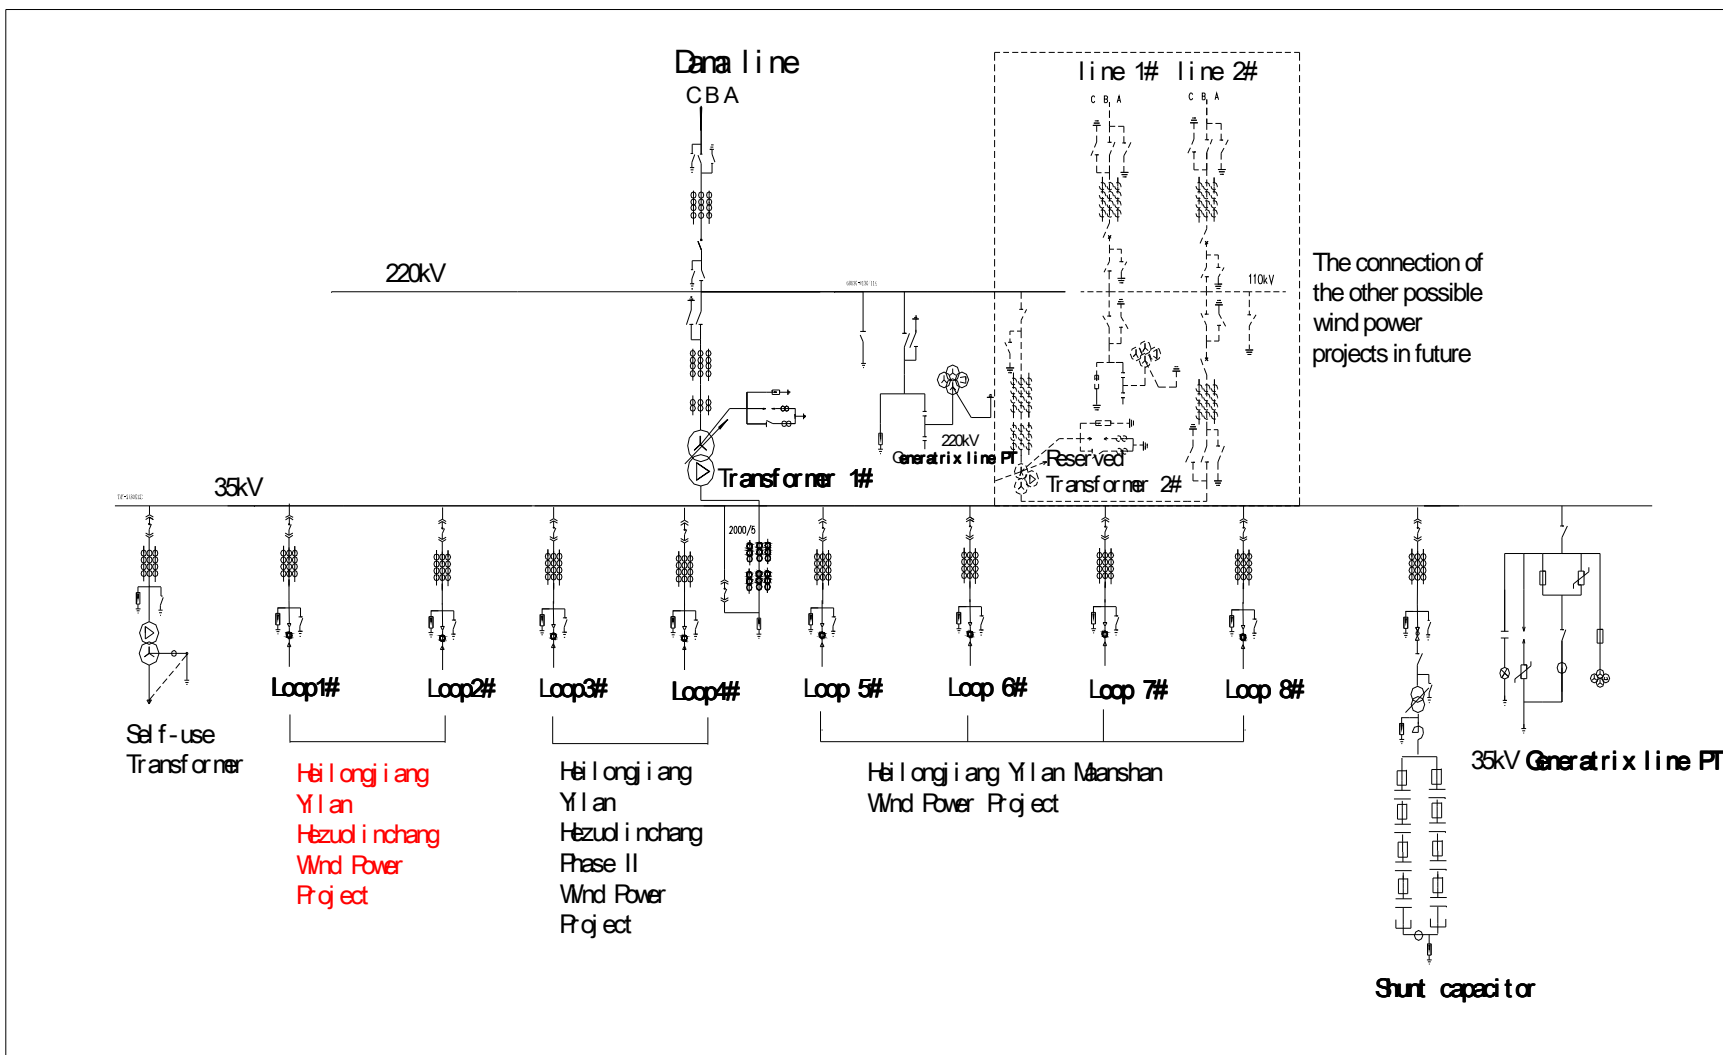 Dama line
line 1# line 2#
C B A
C B A
C B A
220kV
110kV
The connection of
the other possible
wind power
projects in future
220kV
Generatrix line PT
Transformer 1#
Reserved
Transformer 2#
35kV
2000/5
Loop1#
Loop2#
Loop3#
Loop4#
Loop 5#
Loop 6#
Loop 7#
Loop 8#
Self-use
Transformer
Heilongjiang
Yilan
Hezuolinchang
Wind Power
Project
Heilongjiang
Yilan
Hezuolinchang
Phase II
Wind Power
Project
Heilongjiang Yilan Maanshan
Wind Power Project
35kV Generatrix line PT
Shunt capacitor